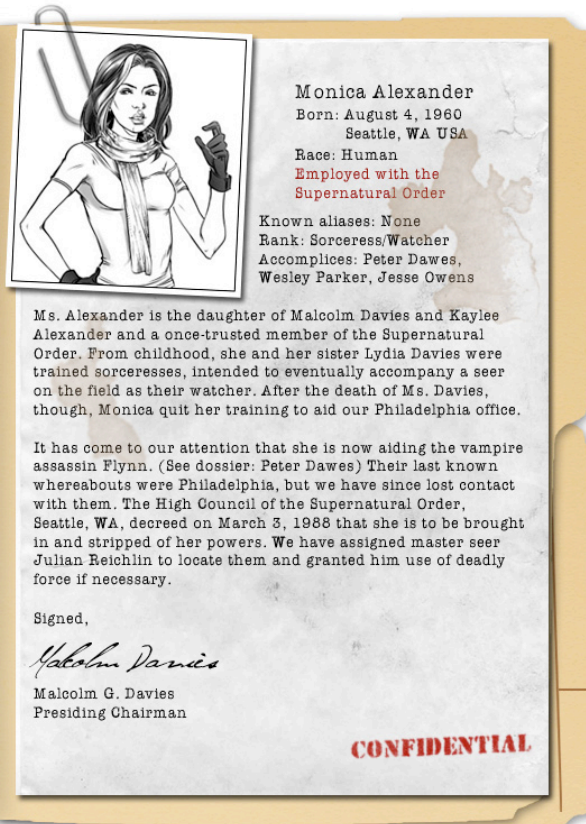 Monica Alexander
Born: August 4, 1960
Seattle, WA USA
Race: Human
Employed with the
Supernatural Order
Known aliases: None
Rank: Sorceress/Watcher
Accomplices: Peter Dawes,
Wesley Parker, Jesse Owens
Ms. Alexander is the daughter of Malcolm Davies and Kaylee
Alexander and a once-trusted member of the Supernatural
Order. From childhood, she and her sister Lydia Davies were
trained sorceresses, intended to eventually accompany a seer
on the field as their watcher. After the death of Ms. Davies,
though, Monica quit her training to aid our Philadelphia office.
It has come to our attention that she is now aiding the vampire
assassin Flynn. (See dossier: Peter Dawes) Their last known
whereabouts were Philadelphia, but we have since lost contact
with them. The High Council of the Supernatural Order,
Seattle, WA, decreed on March 3, 1988 that she is to be brought
in and stripped of her powers. We have assigned master seer
Julian Reichlin to locate them and granted him use of deadly
force if necessary.
Signed,
Malcolm Davies
Malcolm G. Davies
Presiding Chairman
CONFIDENTIAL